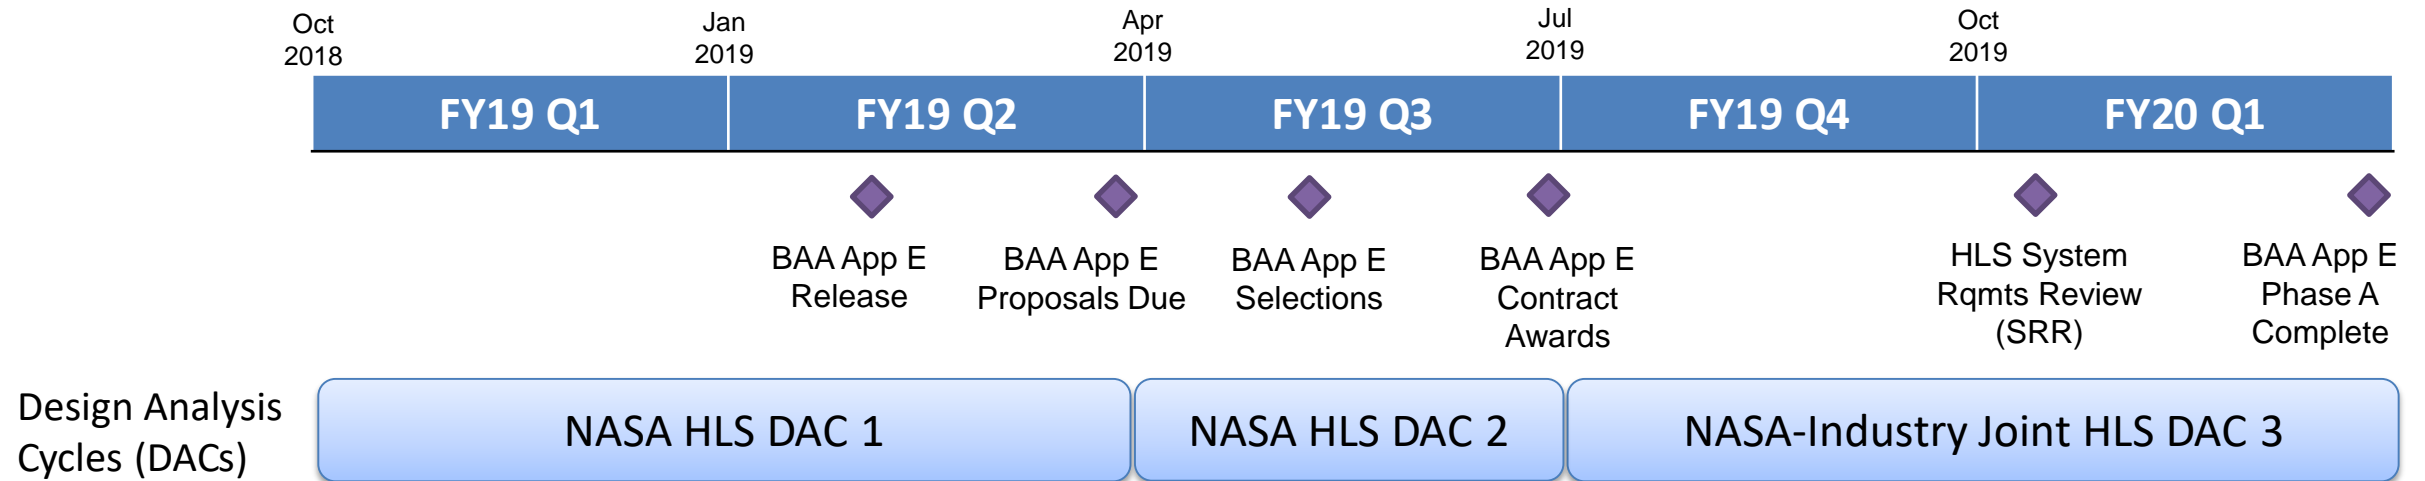 Oct
2018
Jan
2019
Apr
2019
Jul
2019
Oct
2019
FY19 Q1
FY19 Q2
FY19 Q3
FY19 Q4
FY20 Q1
BAA App E
Release
BAA App E
Proposals Due
BAA App E
Selections
BAA App E
Contract
Awards
HLS System
Rqmts Review
(SRR)
BAA App E
Phase A
Complete
Design Analysis
Cycles (DACs)
NASA HLS DAC 1
NASA HLS DAC 2
NASA-Industry Joint HLS DAC 3